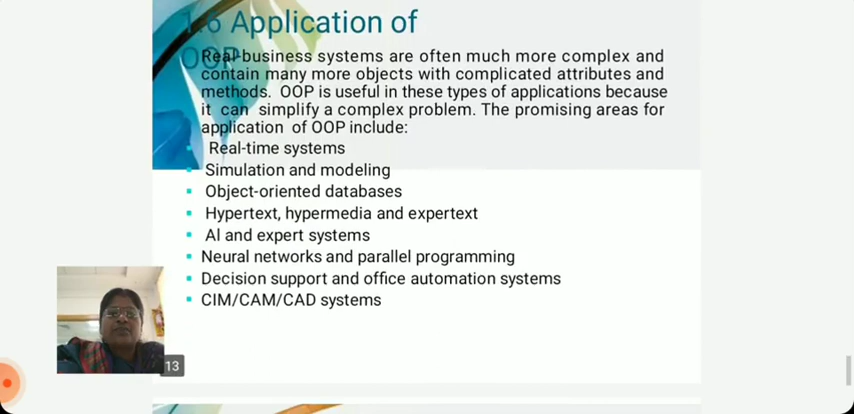 1.6 Application of
OOP
Real-business systems are often much more complex and
contain many more objects with complicated attributes and
methods. OOP is useful in these types of applications because
it can simplify a complex problem. The promising areas for
application of OOP include:
Real-time systems
Simulation and modeling
Object-oriented databases
Hypertext, hypermedia and expertext
Al and expert systems
Neural networks and parallel programming
Decision support and office automation systems
CIM/CAM/CAD systems
13